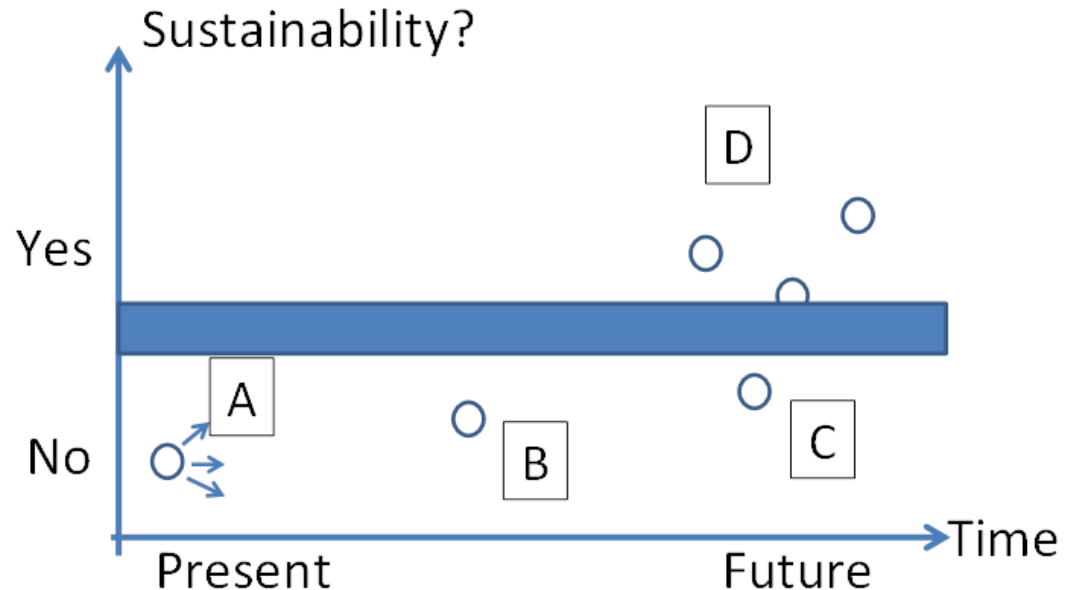 Sustainability?
D
Yes
A
No
B
C
Time
Present
Future